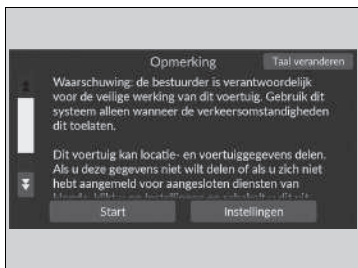 Opmerking
Taal veranderen
Waarschuwing: de bestuurder is verantwoordelijk
voor de veilige werking van dit voertuig. Gebruik dit
systeem alleen wanneer de verkeersomstandigheden
dit toelaten.
Dit voertuig kan locatie- en voertuiggegevens delen.
Als u deze gegevens niet wilt delen of als u zich niet
hebt aangemeld voor aangesloten diensten van
Start
Instellingen